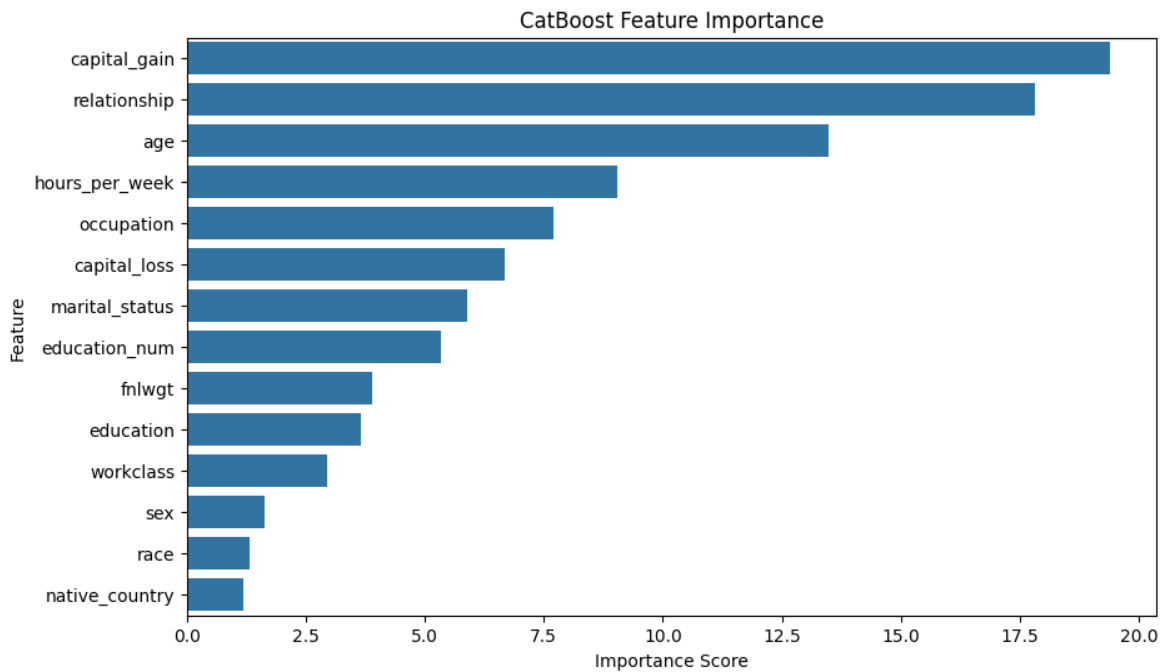 CatBoost Feature Importance
capital_gain
relationship
age
hours_per_week
occupation
capital_loss
marital_status
education_num
fnlwgt
education
workclass
sex
race
native_country
Feature
0.0 2.5 5.0 7.5 10.0 12.5 15.0 17.5 20.0
Importance Score